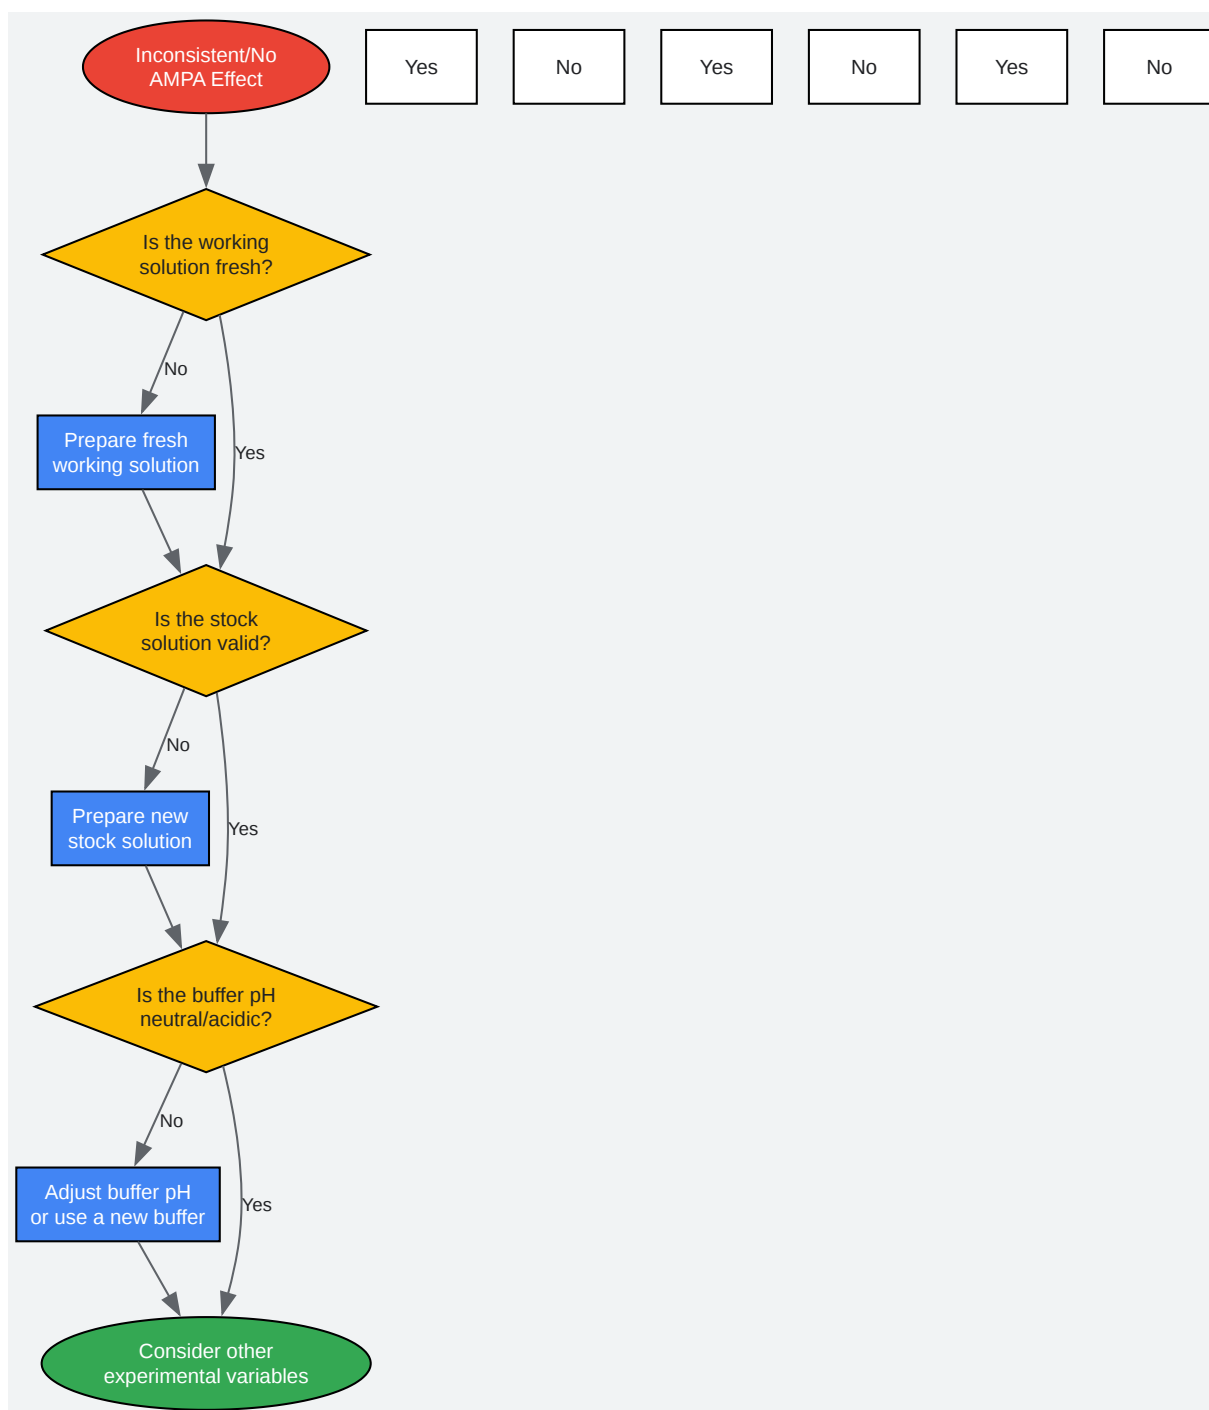 Inconsistent/No
AMPA Effect
Yes
No
Yes
No
Yes
No
Is the working
solution fresh?
No
Prepare fresh
working solution
Yes
Is the stock
solution valid?
No
Prepare new
stock solution
Yes
Is the buffer pH
neutral/acidic?
No
Adjust buffer pH
or use a new buffer
Yes
Consider other
experimental variables